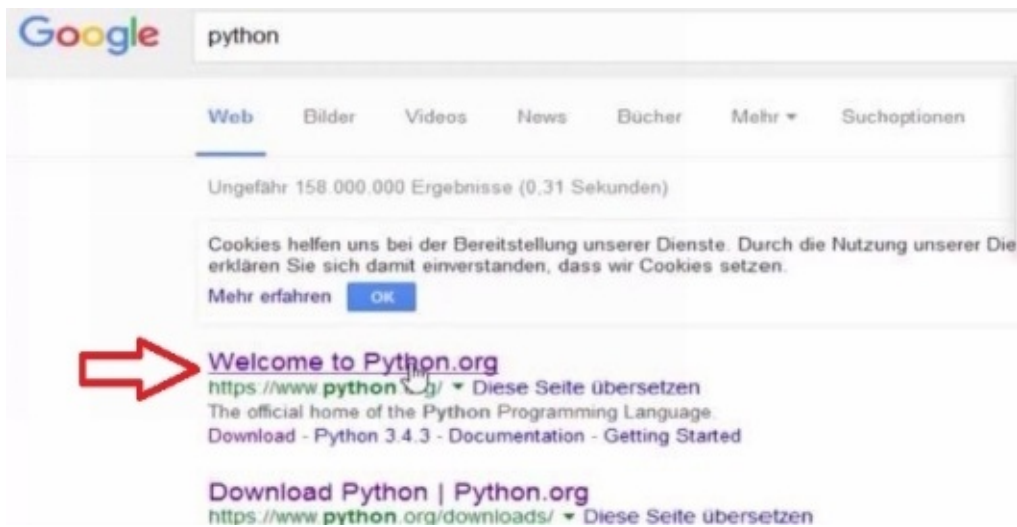 Google
python
Web Bilder Videos News Bücher Mehr Suchoptionen
Ungefähr 158.000.000 Ergebnisse (0,31 Sekunden)
Cookies helfen uns bei der Bereitstellung unserer Dienste. Durch die Nutzung unserer Die
erklären Sie sich damit einverstanden, dass wir Cookies setzen.
Mehr erfahren OK
Welcome to Python.org
https://www.python. g/ Diese Seite übersetzen
The official home of the Python Programming Language.
Download - Python 3.4.3 - Documentation - Getting Started
Download Python | Python.org
https://www.python.org/downloads/ Diese Seite übersetzen